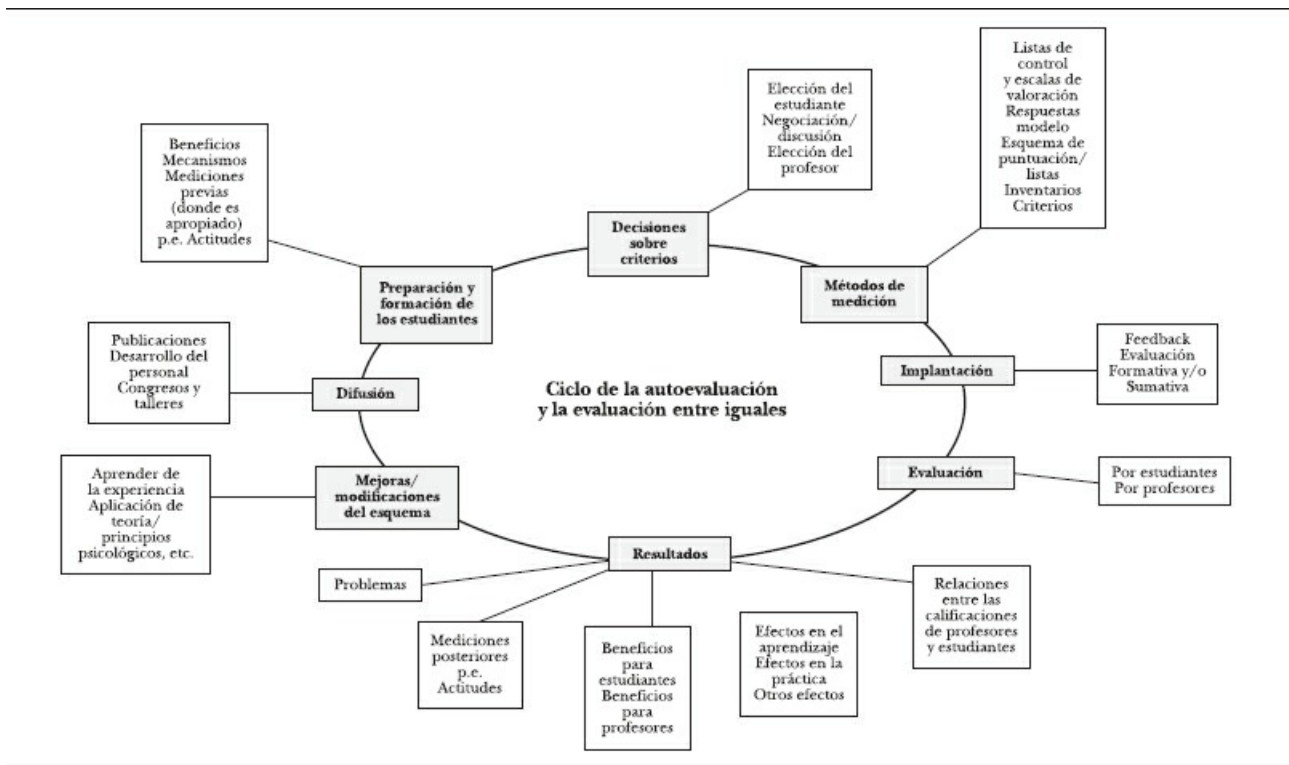 Listas de
control
y escalas de
valoración
Respuestas
modelo
Esquema de
puntuación/
listas
Inventarios
Criterios
Elección del
estudiante
Negociación/
discusión
Elección del
profesor
Beneficios
Mecanismos
Mediciones
previas
(donde es
apropiado)
p.e. Actitudes
Decisiones
sobre
criterios
Métodos de
medición
Preparación y
formación de
los estudiantes
Publicaciones
Desarrollo del
personal
Congresos y
talleres
Difusión
Ciclo de la autoevaluación
y la evaluación entre iguales
Implantación
Feedback
Evaluación
Formativa y/o
Sumativa
Aprender de
la experiencia
Aplicación de
teoría/
principios
psicológicos, etc.
Mejoras/
modificaciones
del esquema
Evaluación
Por estudiantes
Por profesores
Resultados
Problemas
Mediciones
posteriores
p.e.
Actitudes
Beneficios
para
estudiantes
Beneficios
para
profesores
Efectos en el
aprendizaje
Efectos en la
práctica
Otros efectos
Relaciones
entre las
calificaciones
de profesores
y estudiantes